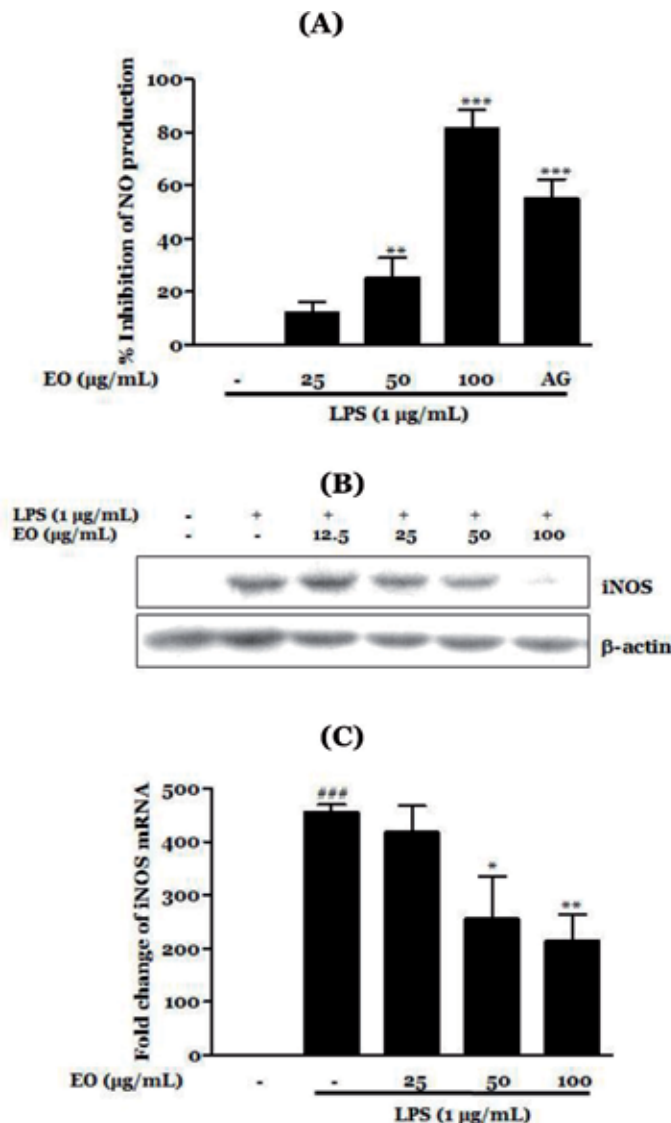 (A)
% Inhibition of NO production
100
80
60
40
20
0
***
***
**
EO (µg/mL) - 25 50 100 AG
LPS (1 µg/mL)
(B)
LPS (1 µg/mL) - + + + + +
EO (µg/mL) - - 12.5 25 50 100
iNOS
β-actin
(C)
Fold change of iNOS mRNA
500
400
300
200
100
0
###
*
**
EO (µg/mL) - - 25 50 100
LPS (1 µg/mL)